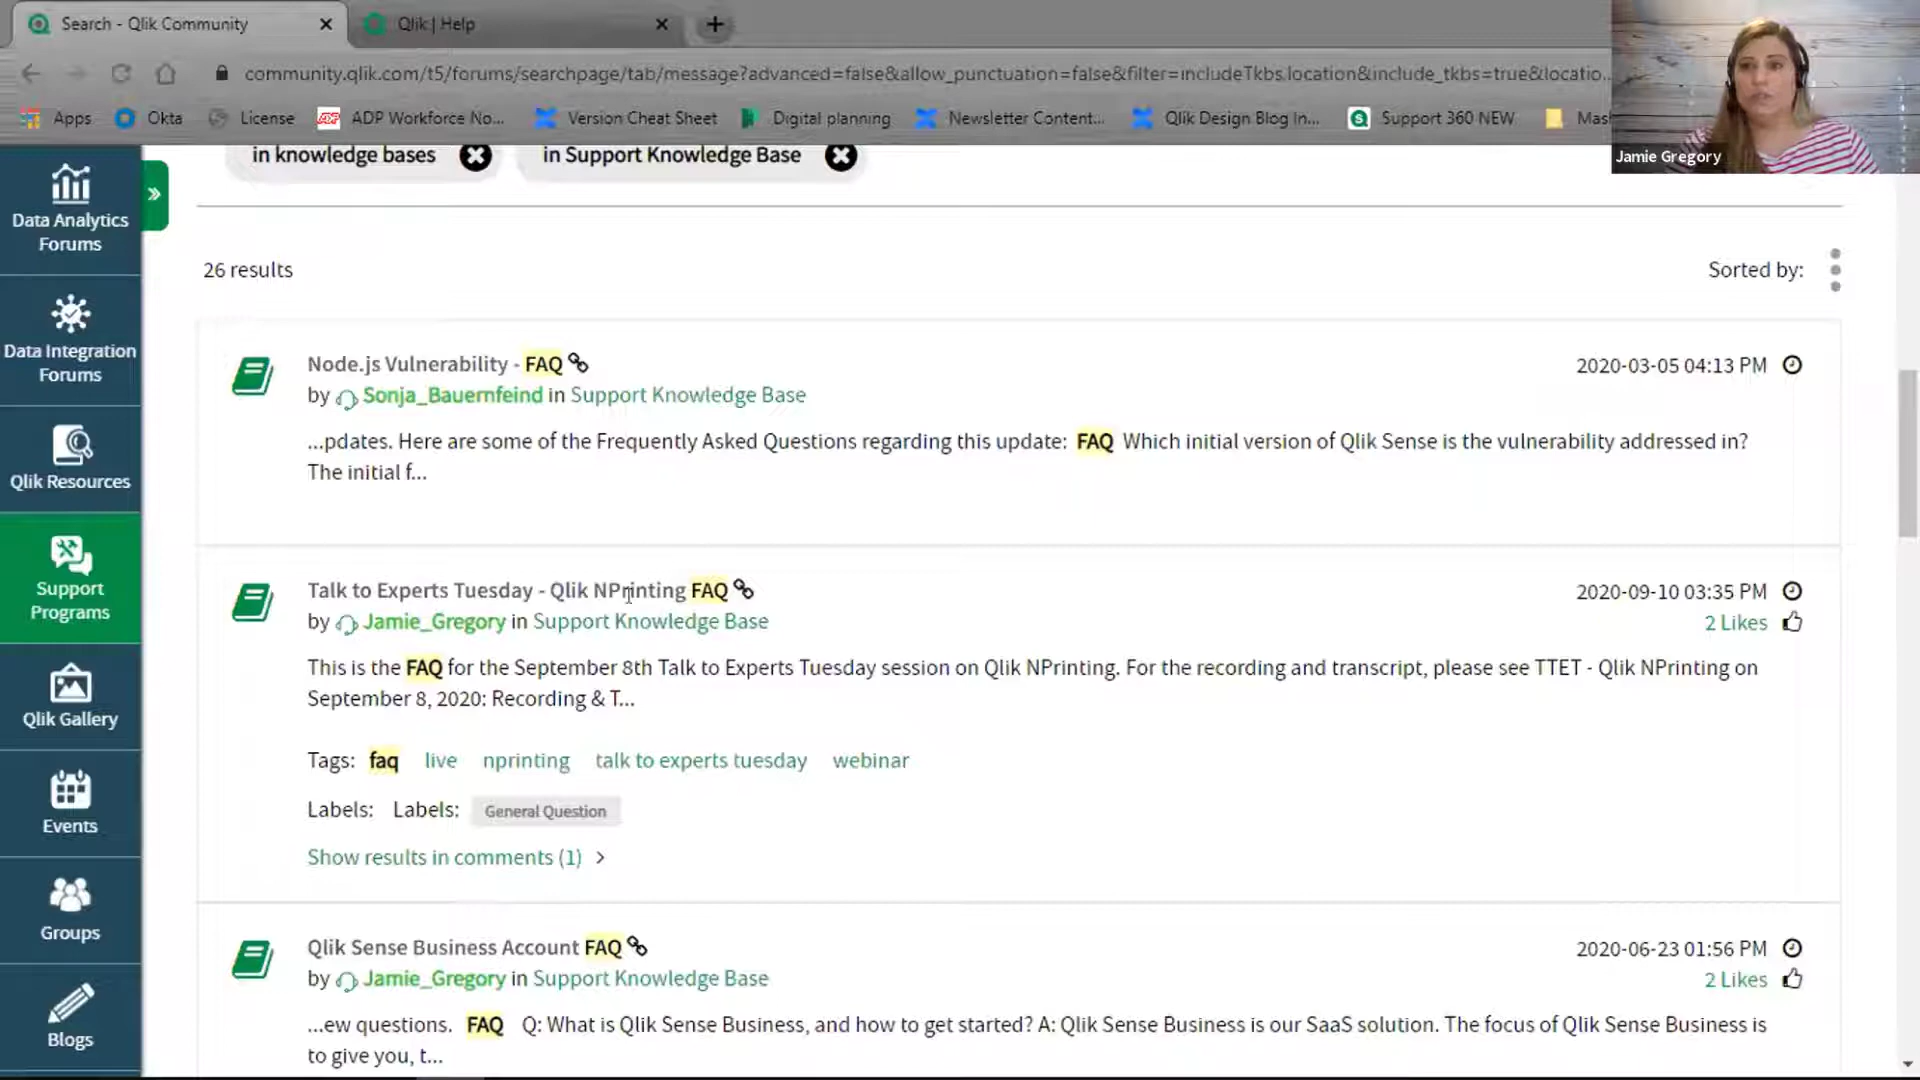 Search - Qlik Community
Qlik | Help
community.qlik.com/t5/forums/searchpage/tab/message?advanced=false&allow_punctuation=false&filter=includeTkbs,location&include_tkbs=true&locatio...
Apps
Okta
License
ADP Workforce No...
Version Cheat Sheet
Digital planning
Newsletter Content...
Qlik Design Blog In...
Support 360 NEW
Mash
Jamie Gregory
in knowledge bases
in Support Knowledge Base
Data Analytics
Forums
Data Integration
Forums
Qlik Resources
Support
Programs
Qlik Gallery
Events
Groups
Blogs
26 results
Sorted by:
Node.js Vulnerability - FAQ
2020-03-05 04:13 PM
by Sonja_Bauernfeind in Support Knowledge Base
...pdates. Here are some of the Frequently Asked Questions regarding this update: FAQ Which initial version of Qlik Sense is the vulnerability addressed in?
The initial f...
Talk to Experts Tuesday - Qlik NPrinting FAQ
2020-09-10 03:35 PM
by Jamie_Gregory in Support Knowledge Base
2 Likes
This is the FAQ for the September 8th Talk to Experts Tuesday session on Qlik NPrinting. For the recording and transcript, please see TTET - Qlik NPrinting on
September 8, 2020: Recording & T...
Tags: faq live nprinting talk to experts tuesday webinar
Labels: Labels: General Question
Show results in comments (1)
Qlik Sense Business Account FAQ
2020-06-23 01:56 PM
by Jamie_Gregory in Support Knowledge Base
2 Likes
...ew questions. FAQ Q: What is Qlik Sense Business, and how to get started? A: Qlik Sense Business is our SaaS solution. The focus of Qlik Sense Business is
to give you, t...